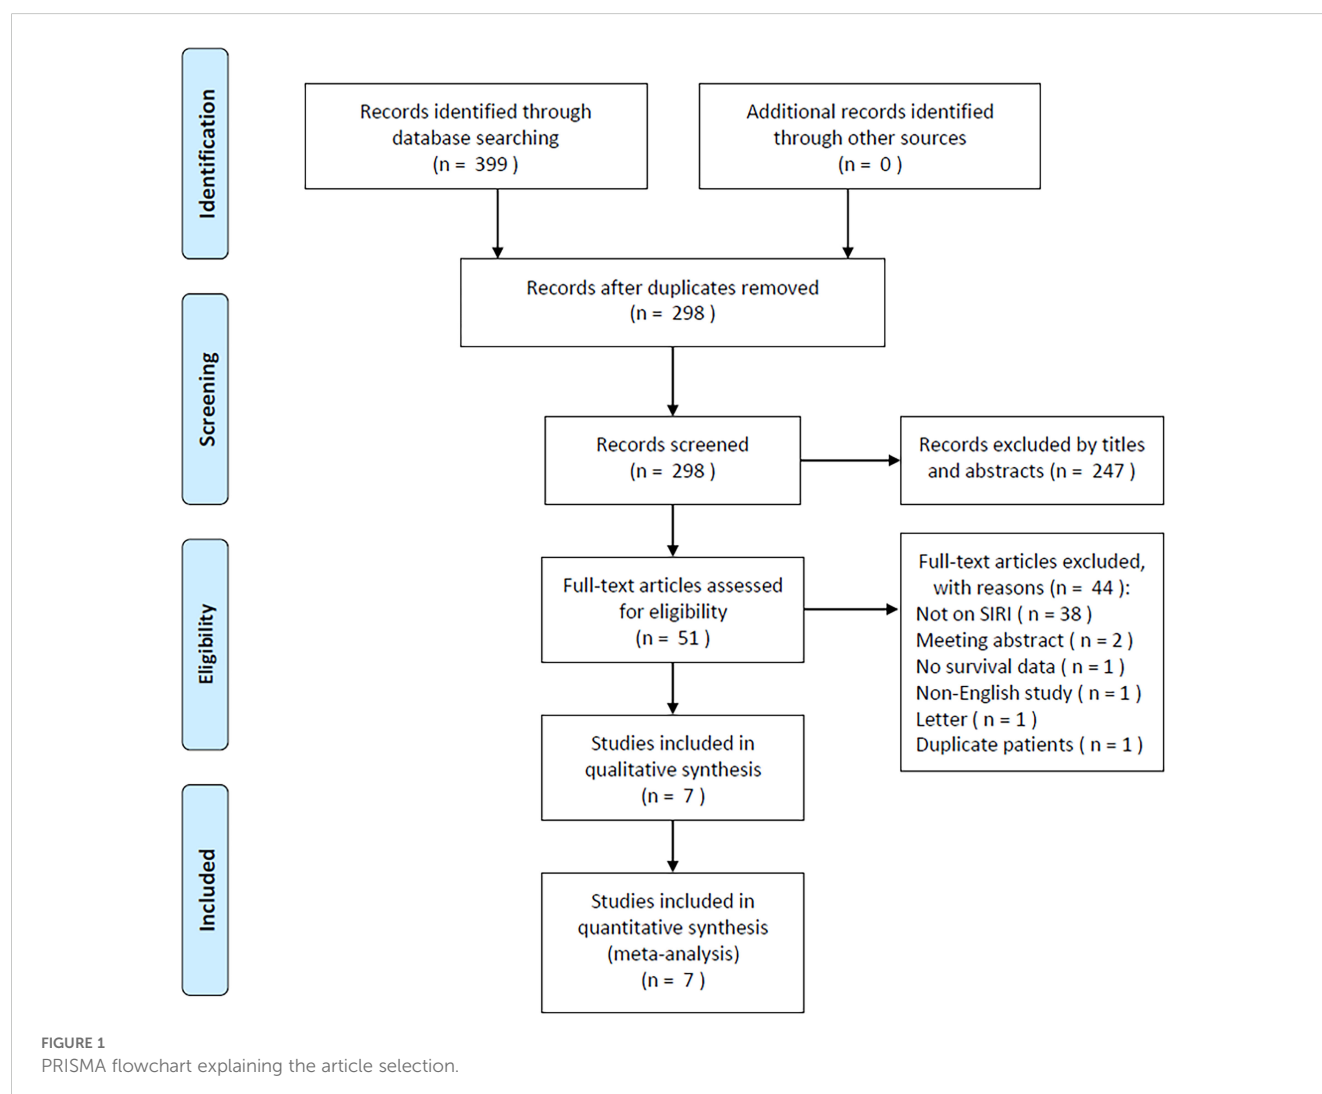 Identification
Records identified through
database searching
(n = 399 )
Additional records identified
through other sources
(n = 0 )
Records after duplicates removed
(n = 298 )
Screening
Records screened
(n = 298 )
Records excluded by titles
and abstracts (n = 247 )
Eligibility
Full-text articles assessed
for eligibility
(n = 51 )
Full-text articles excluded,
with reasons (n = 44 ):
Not on SIRI ( n = 38 )
Meeting abstract ( n = 2 )
No survival data ( n = 1 )
Non-English study ( n = 1 )
Letter ( n = 1 )
Duplicate patients ( n = 1 )
Studies included in
qualitative synthesis
(n = 7 )
Included
Studies included in
quantitative synthesis
(meta-analysis)
(n = 7 )
FIGURE 1
PRISMA flowchart explaining the article selection.